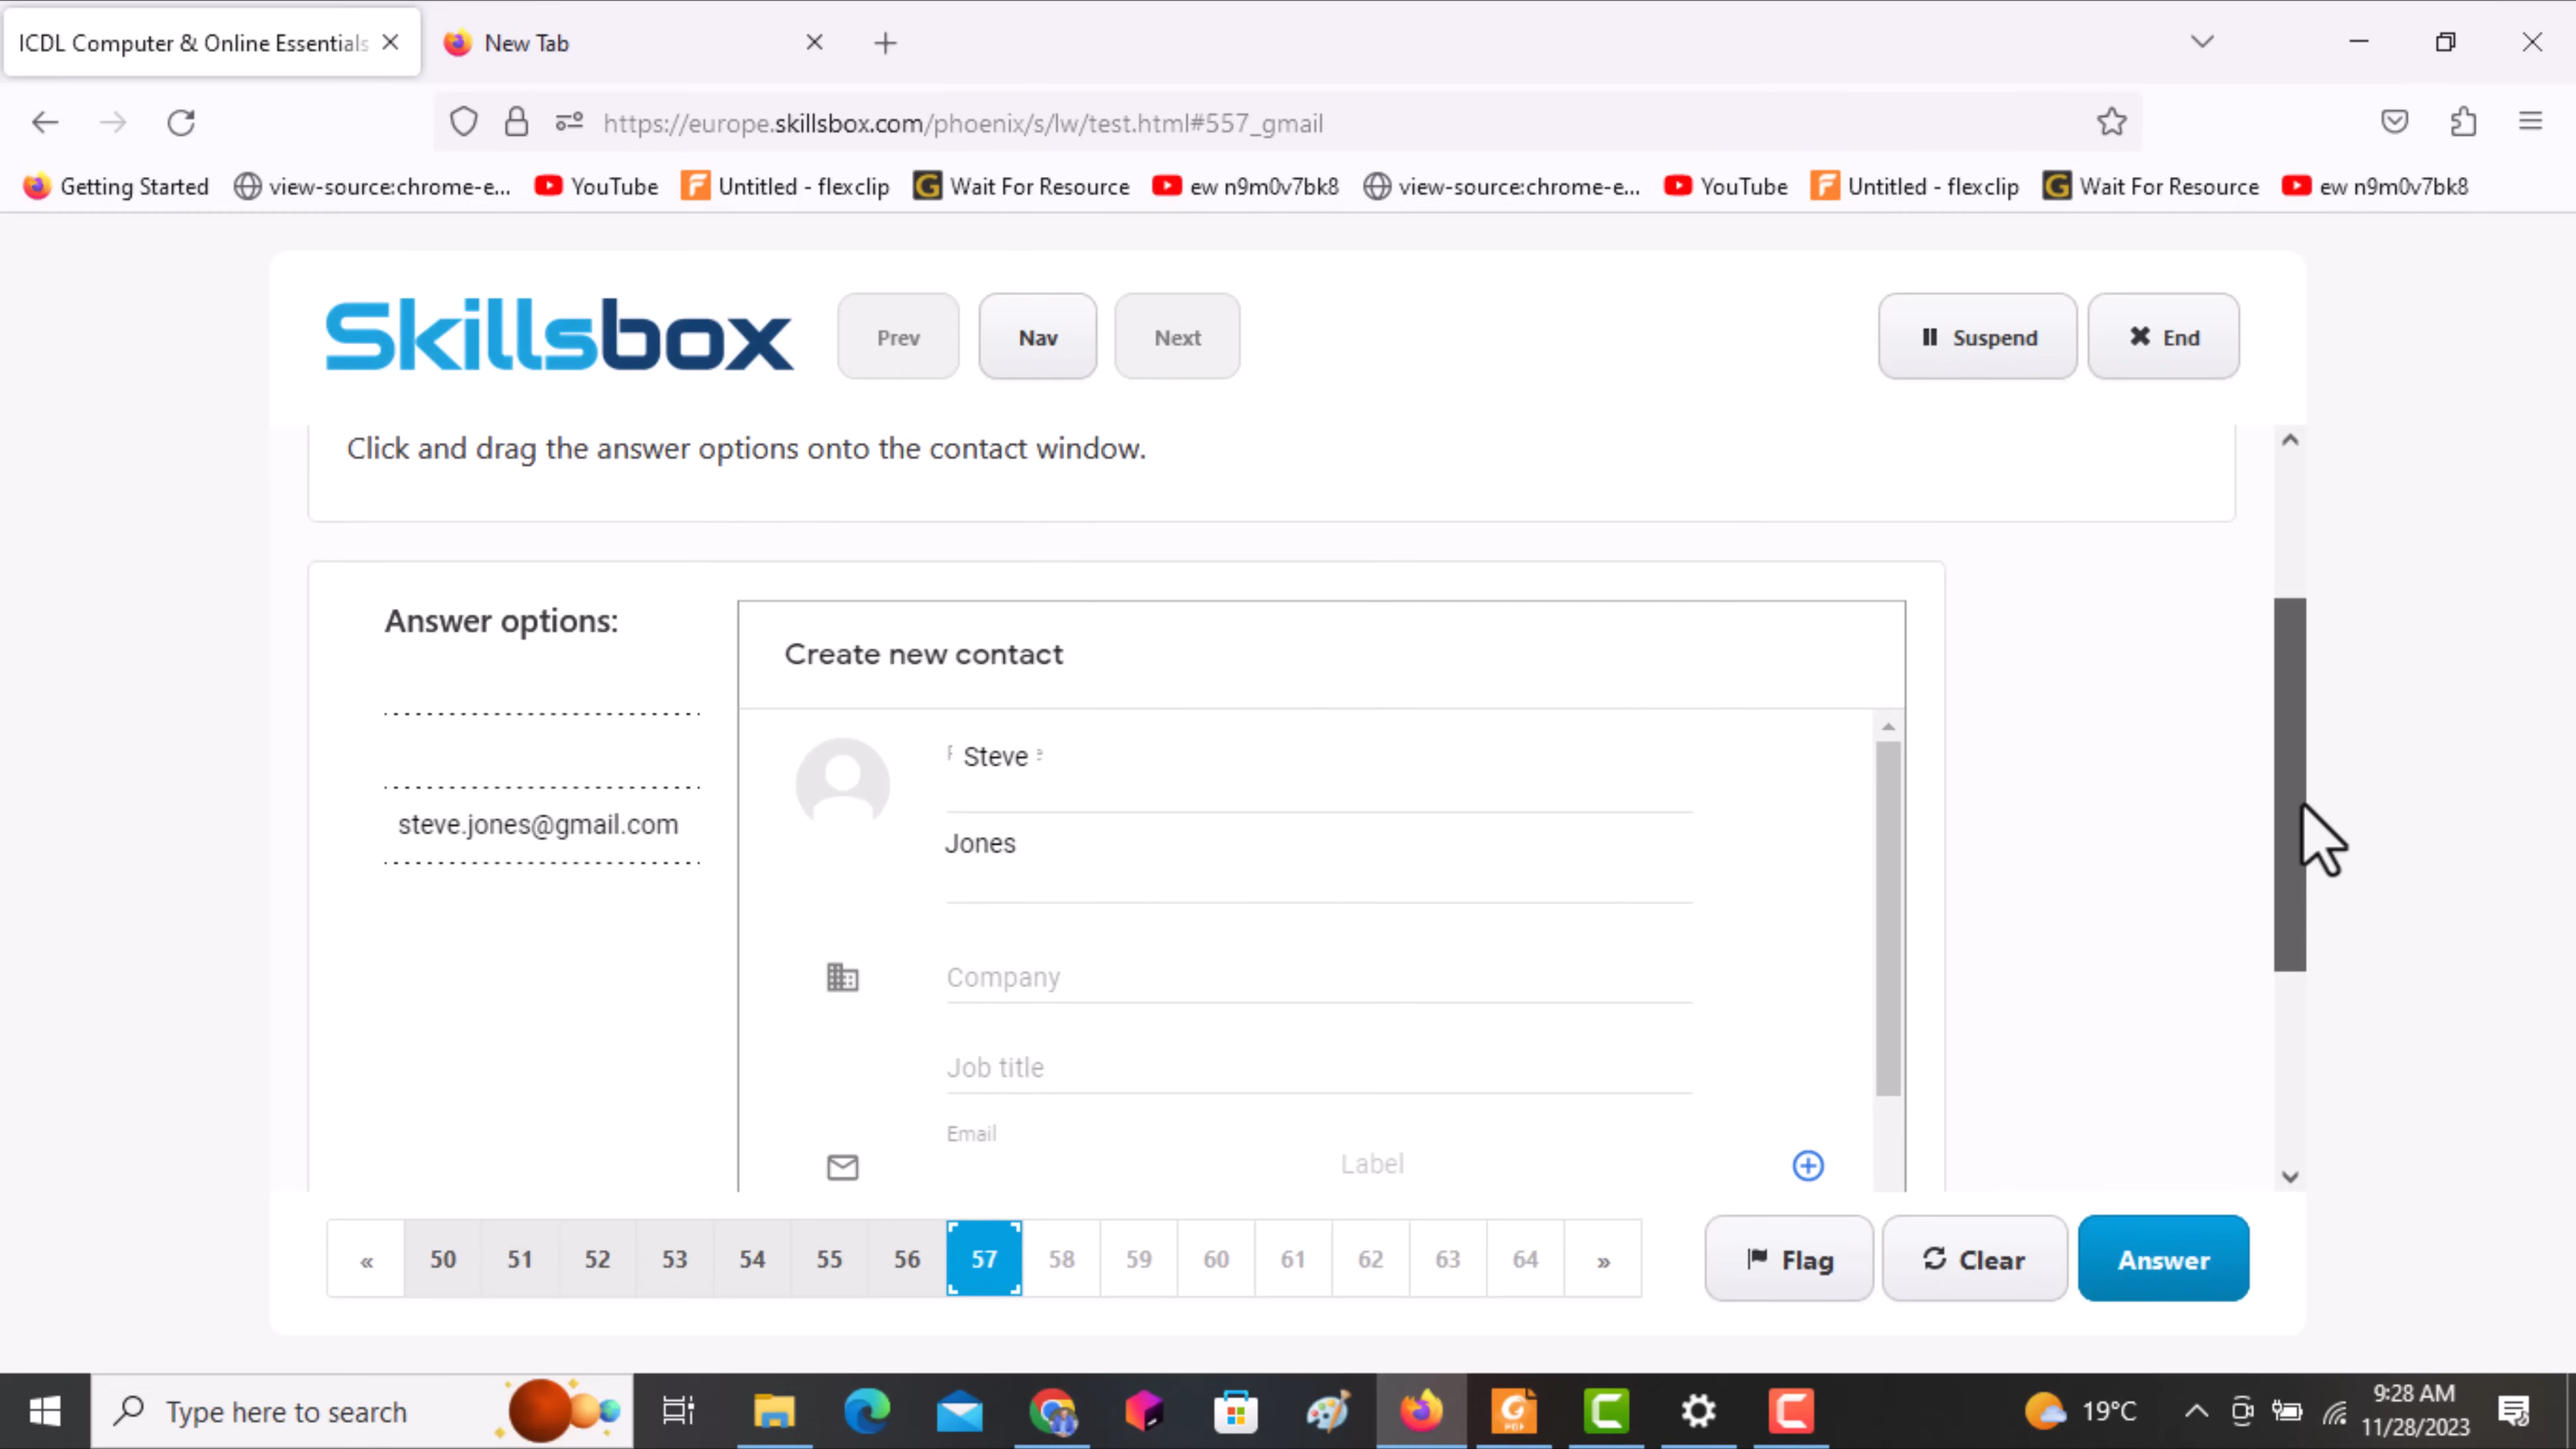 ICDL Computer & Online Essentials
New Tab
https://europe.skillsbox.com/phoenix/s/lw/test.html#557_gmail
Getting Started
view-source:chrome-e...
YouTube
Untitled - flexclip
Wait For Resource
ew n9m0v7bk8
view-source:chrome-e...
YouTube
Untitled - flexclip
Wait For Resource
ew n9m0v7bk8
Skillsbox
Prev
Nav
Next
Suspend
End
Click and drag the answer options onto the contact window.
Answer options:
steve.jones@gmail.com
Create new contact
Steve
Jones
Company
Job title
Email
Label
« 50 51 52 53 54 55 56 57 58 59 60 61 62 63 64 »
Flag
Clear
Answer
Type here to search
19°C
9:28 AM
11/28/2023